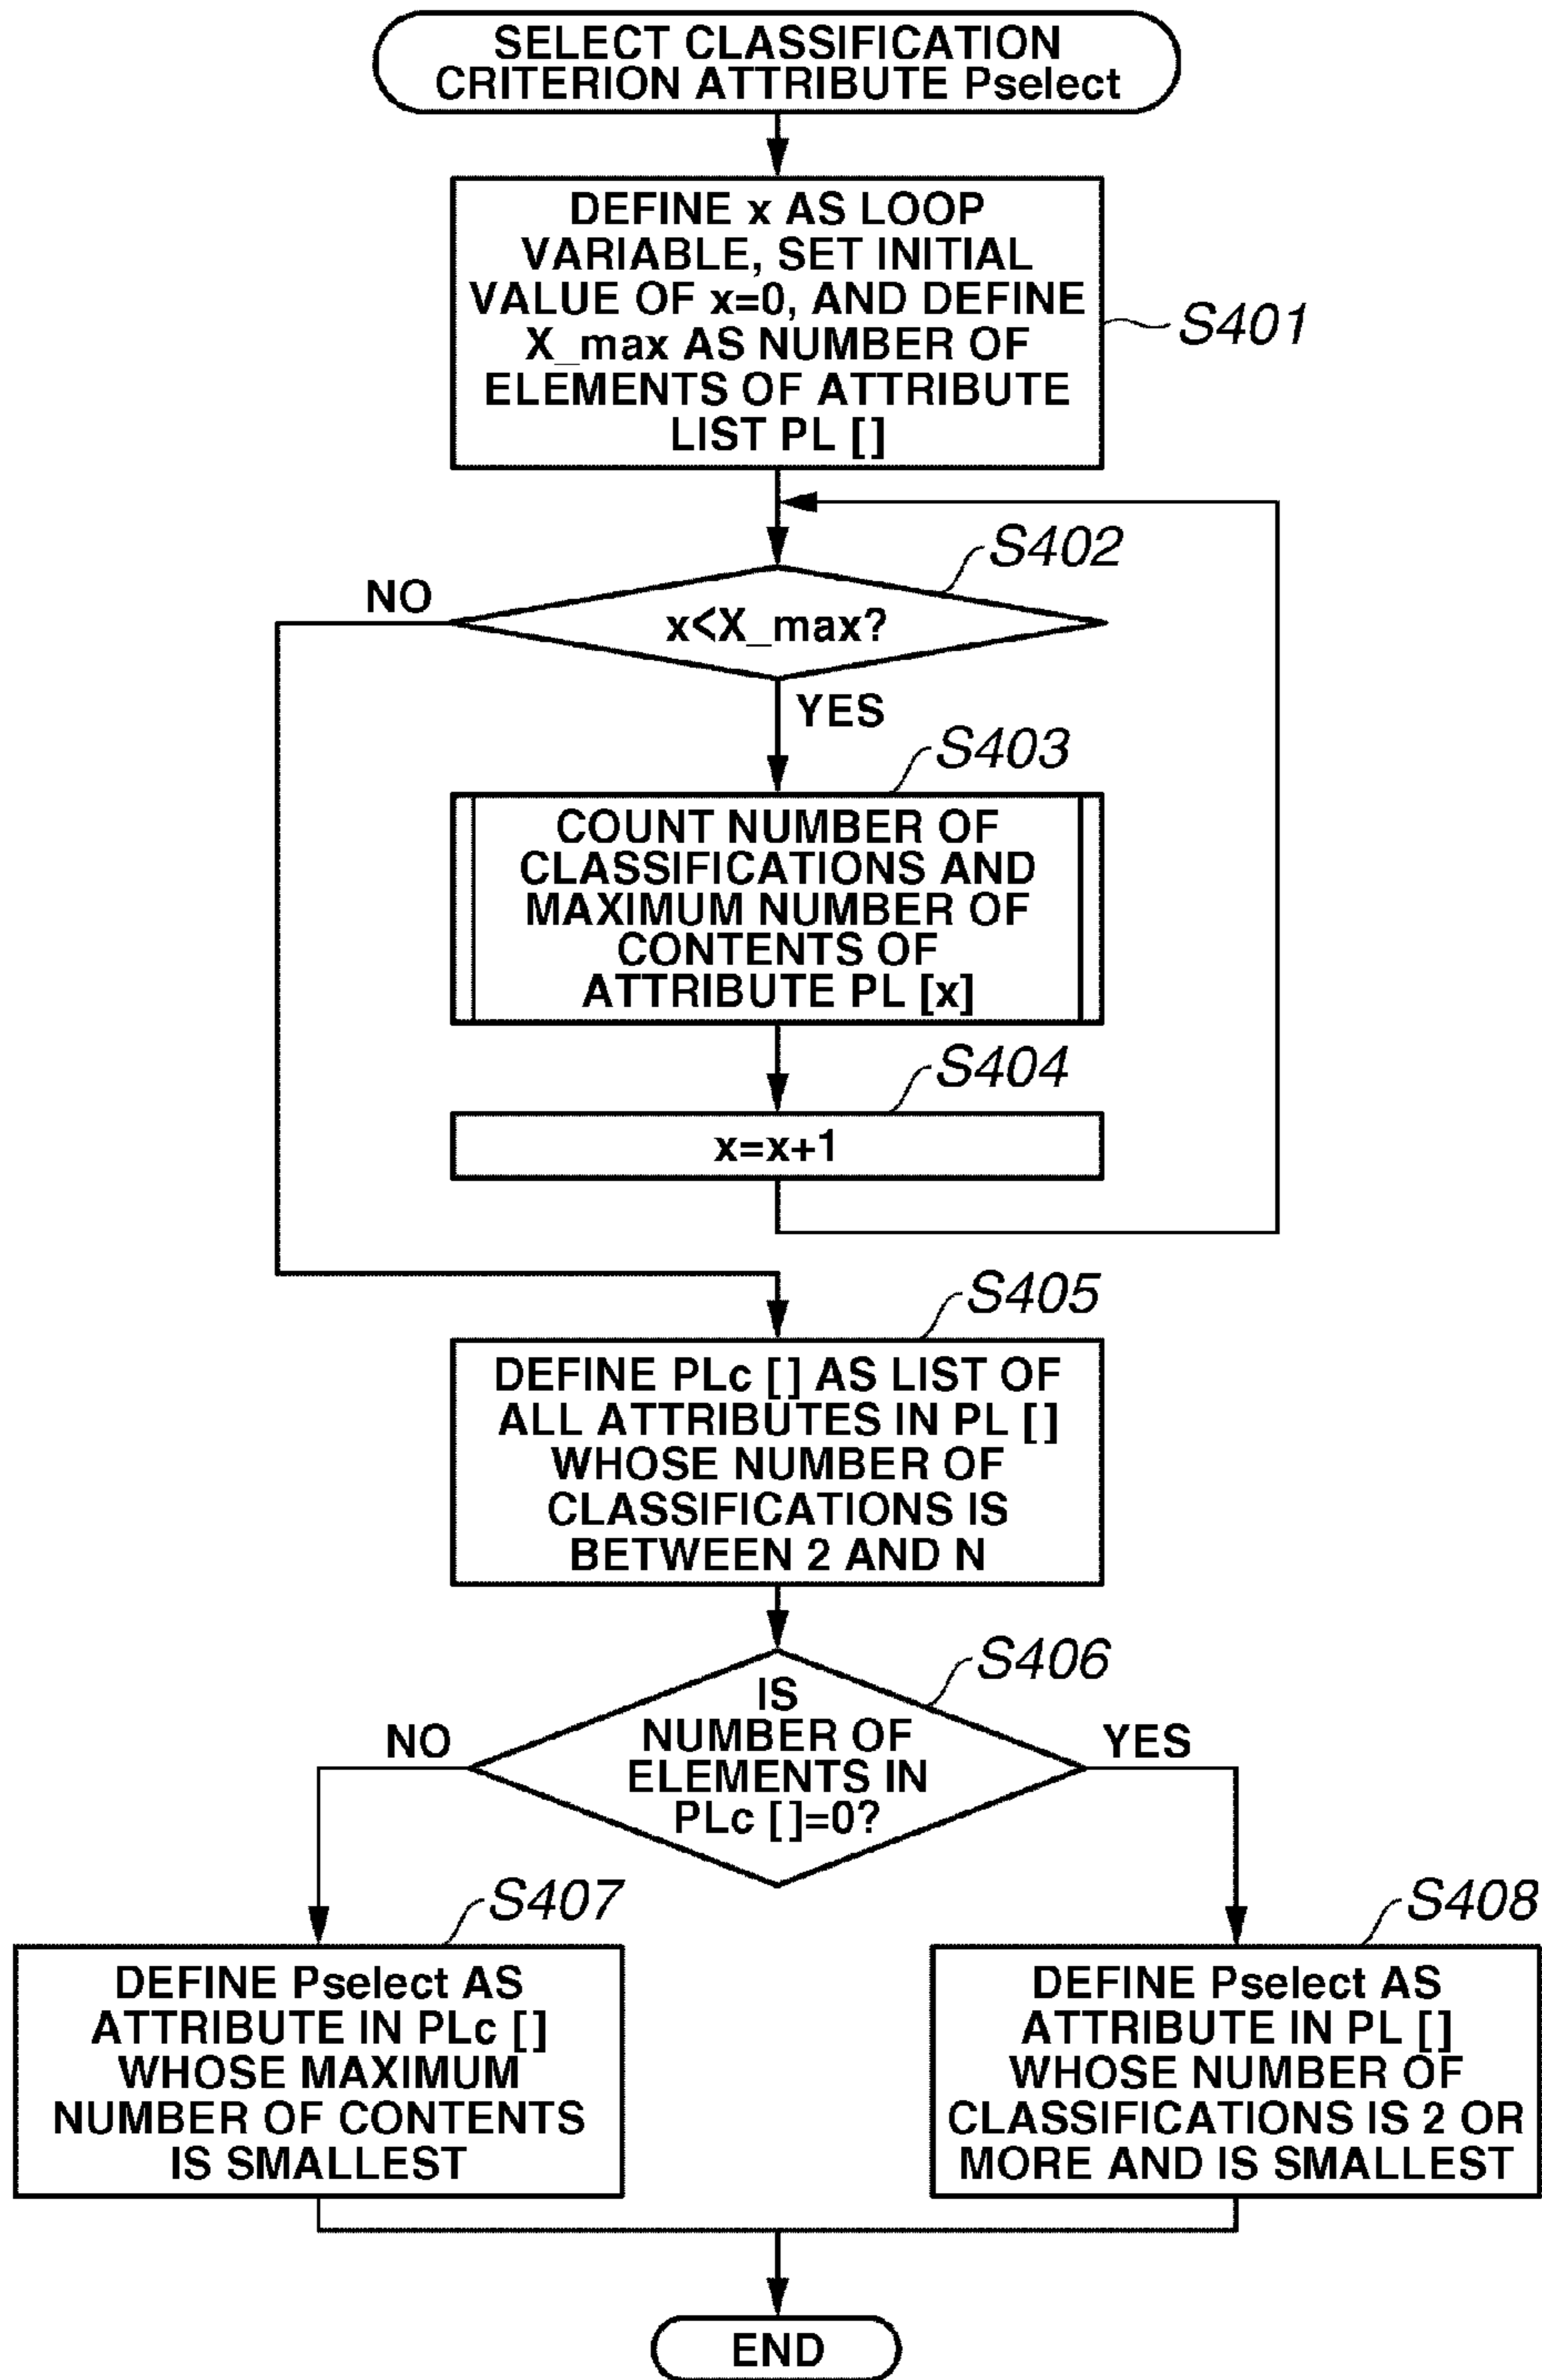 SELECT CLASSIFICATION
CRITERION ATTRIBUTE Pselect
DEFINE x AS LOOP
VARIABLE, SET INITIAL
VALUE OF x=0, AND DEFINE
X_max AS NUMBER OF
ELEMENTS OF ATTRIBUTE
LIST PL [ ]
S401
S402
NO
x<X_max?
YES
S403
COUNT NUMBER OF
CLASSIFICATIONS AND
MAXIMUM NUMBER OF
CONTENTS OF
ATTRIBUTE PL [x]
S404
x=x+1
S405
DEFINE PLc [ ] AS LIST OF
ALL ATTRIBUTES IN PL [ ]
WHOSE NUMBER OF
CLASSIFICATIONS IS
BETWEEN 2 AND N
S406
IS
NUMBER OF
ELEMENTS IN
PLc [ ]=0?
NO
YES
S407
DEFINE Pselect AS
ATTRIBUTE IN PLc [ ]
WHOSE MAXIMUM
NUMBER OF CONTENTS
IS SMALLEST
S408
DEFINE Pselect AS
ATTRIBUTE IN PL [ ]
WHOSE NUMBER OF
CLASSIFICATIONS IS 2 OR
MORE AND IS SMALLEST
END